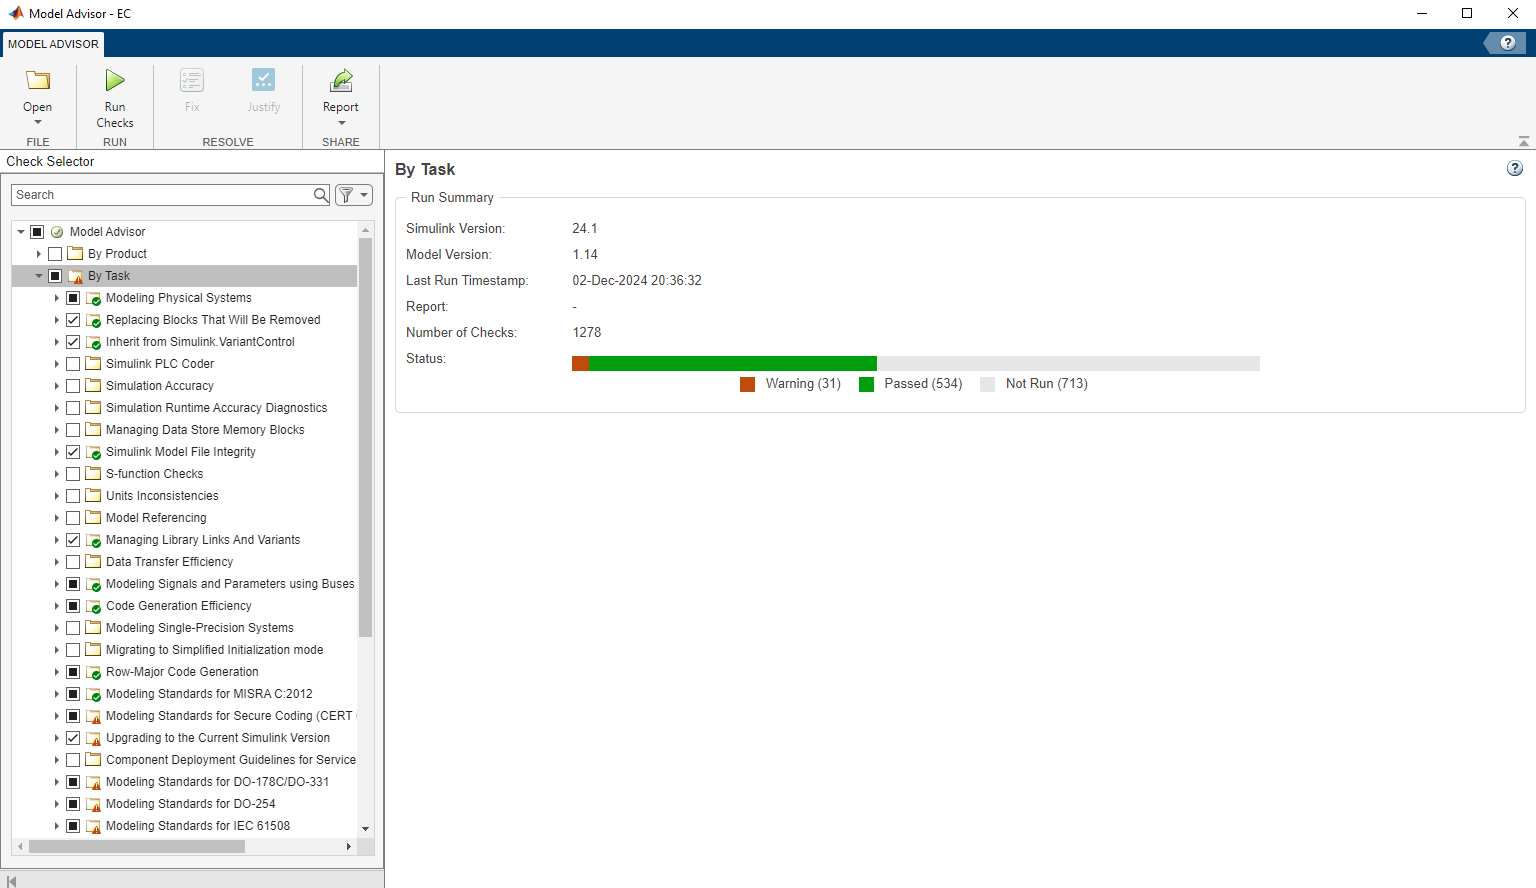 Model Advisor - EC
MODEL ADVISOR
?
Open
Run
Checks
Fix
Justify
Report
FILE
RUN
RESOLVE
SHARE
Check Selector
Search
Model Advisor
By Product
By Task
Modeling Physical Systems
Replacing Blocks That Will Be Removed
Inherit from Simulink.VariantControl
Simulink PLC Coder
Simulation Accuracy
Simulation Runtime Accuracy Diagnostics
Managing Data Store Memory Blocks
Simulink Model File Integrity
S-function Checks
Units Inconsistencies
Model Referencing
Managing Library Links And Variants
Data Transfer Efficiency
Modeling Signals and Parameters using Buses
Code Generation Efficiency
Modeling Single-Precision Systems
Migrating to Simplified Initialization mode
Row-Major Code Generation
Modeling Standards for MISRA C:2012
Modeling Standards for Secure Coding (CERT
Upgrading to the Current Simulink Version
Component Deployment Guidelines for Service
Modeling Standards for DO-178C/DO-331
Modeling Standards for DO-254
Modeling Standards for IEC 61508
By Task
?
Run Summary
Simulink Version: 24.1
Model Version: 1.14
Last Run Timestamp: 02-Dec-2024 20:36:32
Report: -
Number of Checks: 1278
Status:
Warning (31) Passed (534) Not Run (713)